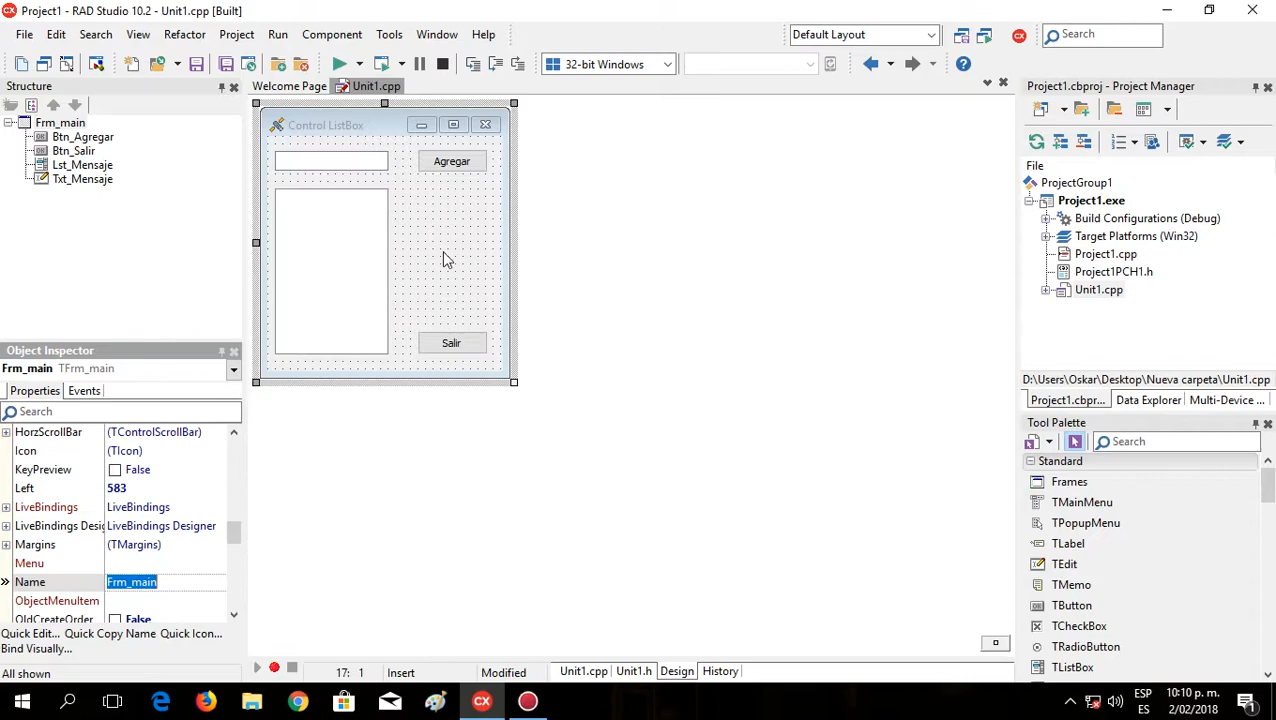 Project1 - RAD Studio 10.2 - Unit1.cpp [Built]
File Edit Search View Refactor Project Run Component Tools Window Help
Default Layout
Search
32-bit Windows
Structure
Welcome Page Unit1.cpp
Frm_main
Btn_Agregar
Btn_Salir
Lst_Mensaje
Txt_Mensaje
Control ListBox
Agregar
Salir
Object Inspector
Frm_main TFrm_main
Properties Events
Search
HorzScrollBar (TControlScrollBar)
Icon (TIcon)
KeyPreview False
Left 583
LiveBindings LiveBindings
LiveBindings Desig LiveBindings Designer
Margins (TMargins)
Menu
Name Frm_main
ObjectMenuItem
OldCreateOrder False
Quick Edit... Quick Copy Name Quick Icon...
Bind Visually...
All shown
17: 1 Insert Modified Unit1.cpp Unit1.h Design History
Project1.cbproj - Project Manager
File
ProjectGroup1
Project1.exe
Build Configurations (Debug)
Target Platforms (Win32)
Project1.cpp
Project1PCH1.h
Unit1.cpp
D:\Users\Oskar\Desktop\Nueva carpeta\Unit1.cpp
Project1.cbpr... Data Explorer Multi-Device ...
Tool Palette
Search
Standard
Frames
TMainMenu
TPopupMenu
TLabel
TEdit
TMemo
TButton
TCheckBox
TRadioButton
TListBox
CX
ESP
ES
10:10 p. m.
2/02/2018
1